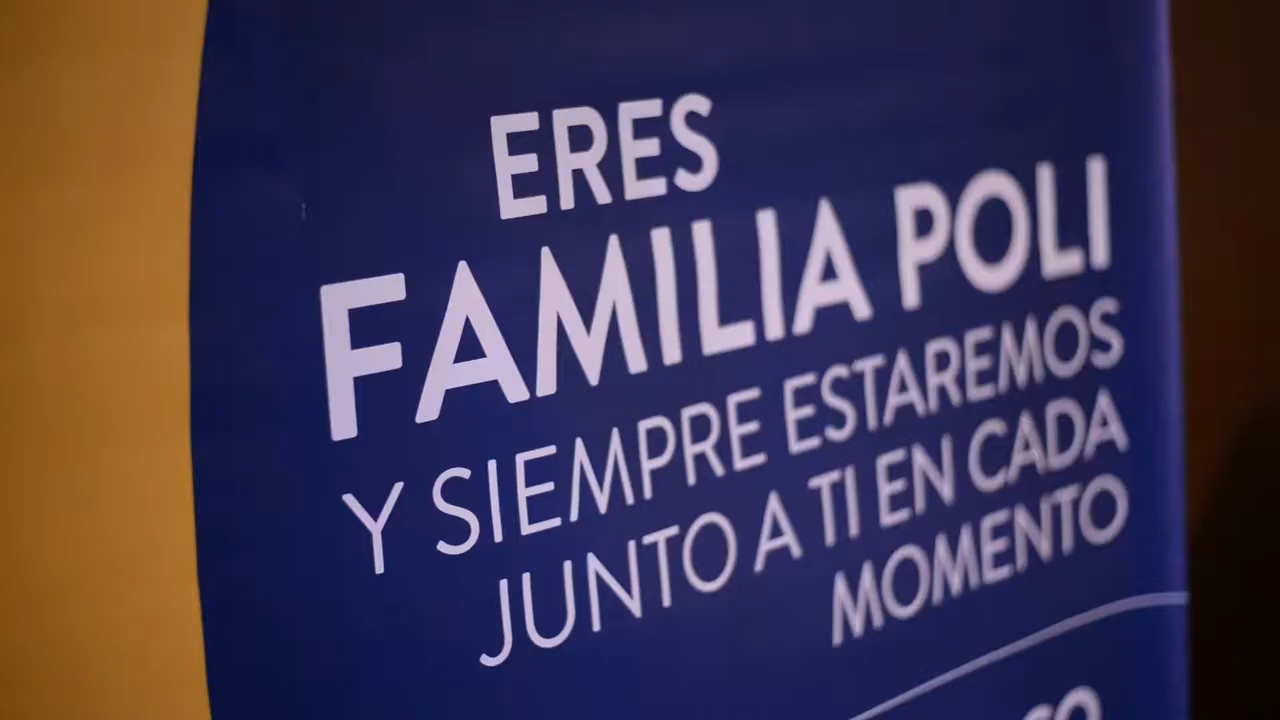 ERES
FAMILIA POLI
Y SIEMPRE ESTAREMOS
JUNTO A TI EN CADA
MOMENTO